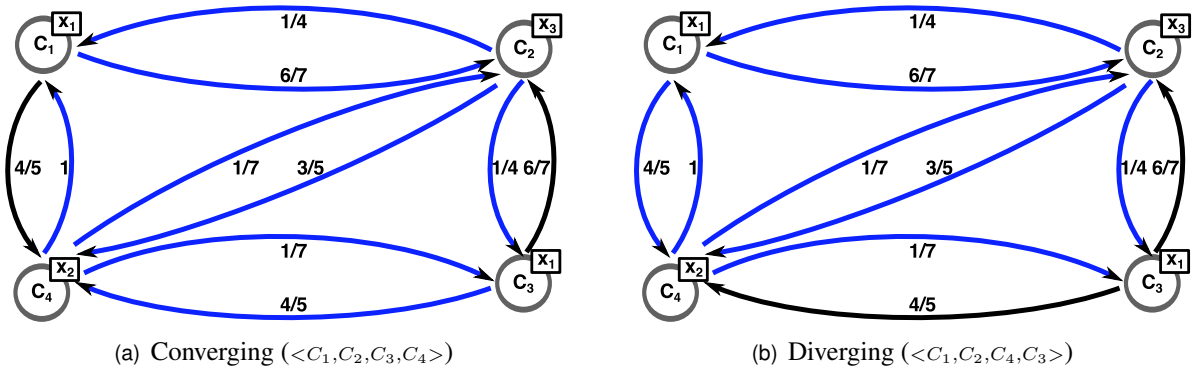 X1 1/4 X3 X1 1/4 X3
C1 C2 C1 C2
6/7 6/7
4/5 1 1/7 3/5 1/4 6/7 4/5 1 1/7 3/5 1/4 6/7
1/7 1/7
X2 X1 X2 X1
C4 C3 C4 C3
4/5 4/5
(a) Converging (<C1,C2,C3,C4>) (b) Diverging (<C1,C2,C4,C3>)